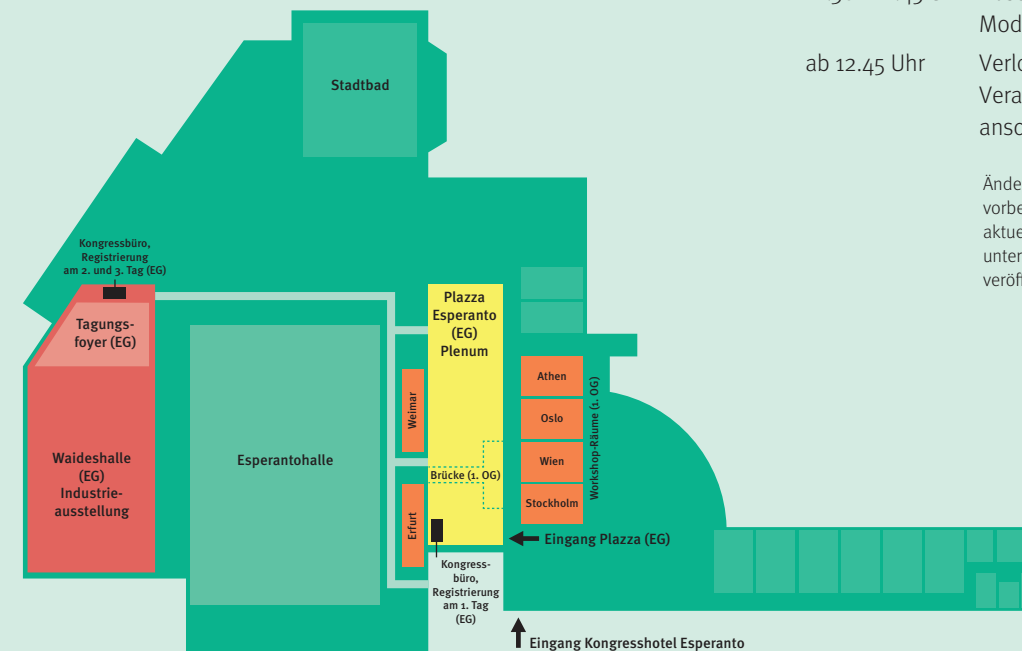 Mod
ab 12.45 Uhr
Verlo
Vera
ansc
Ände
vorbe
aktue
unter
veröff
Stadtbad
Kongressbüro,
Registrierung
am 2. und 3. Tag (EG)
Tagungs-
foyer (EG)
Waideshalle
(EG)
Industrie-
ausstellung
Esperantohalle
Weimar
Erfurt
Plazza
Esperanto
(EG)
Plenum
Brücke (1. OG)
Kongress-
büro,
Registrierung
am 1. Tag
(EG)
Athen
Oslo
Wien
Stockholm
Workshop-Räume (1. OG)
Eingang Plazza (EG)
Eingang Kongresshotel Esperanto